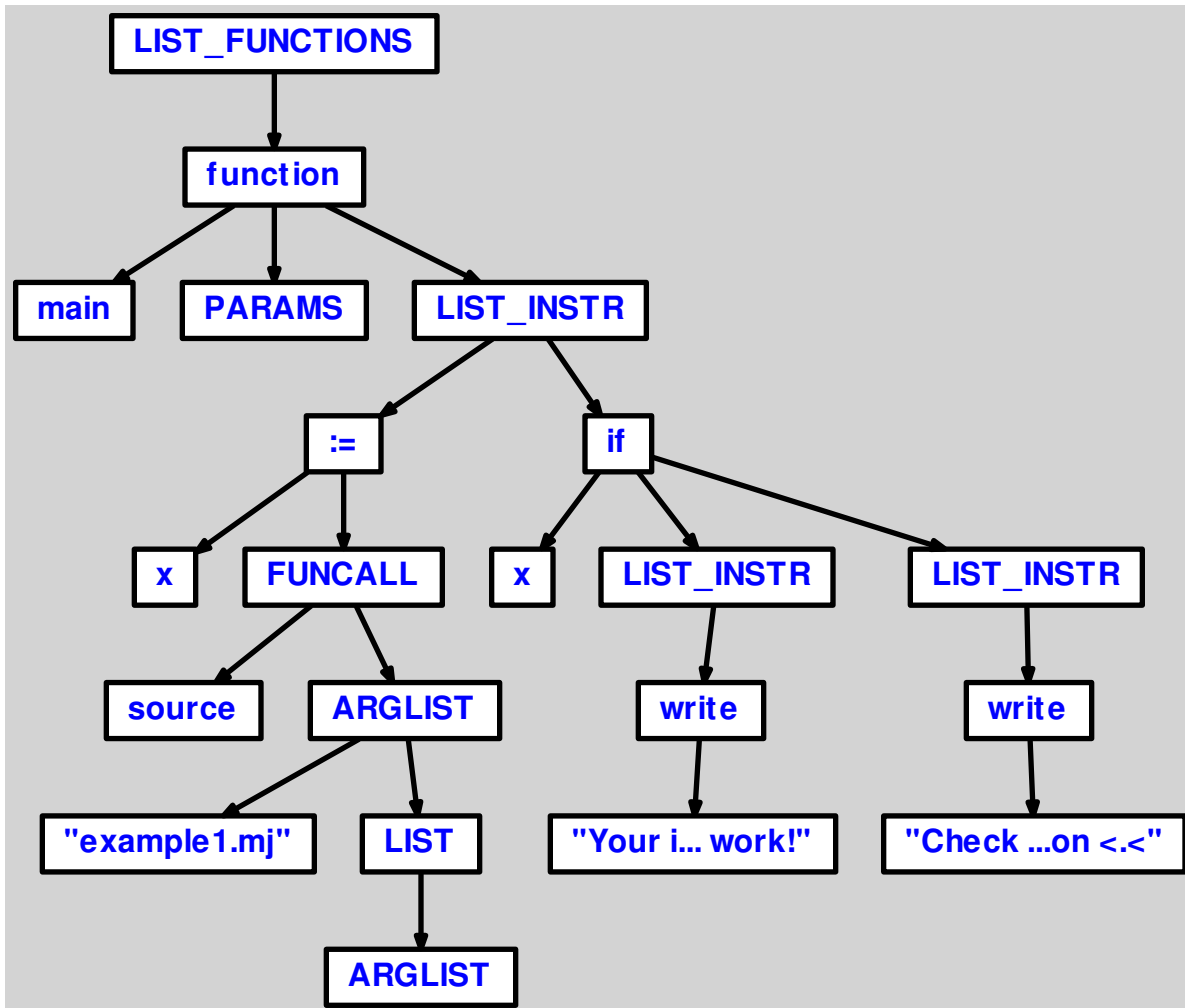 LIST_FUNCTIONS
function
main PARAMS LIST_INSTR
:= if
x FUNCALL x LIST_INSTR LIST_INSTR
source ARGLIST write write
"example1.mj" LIST "Your i... work!" "Check ...on <.<"
ARGLIST